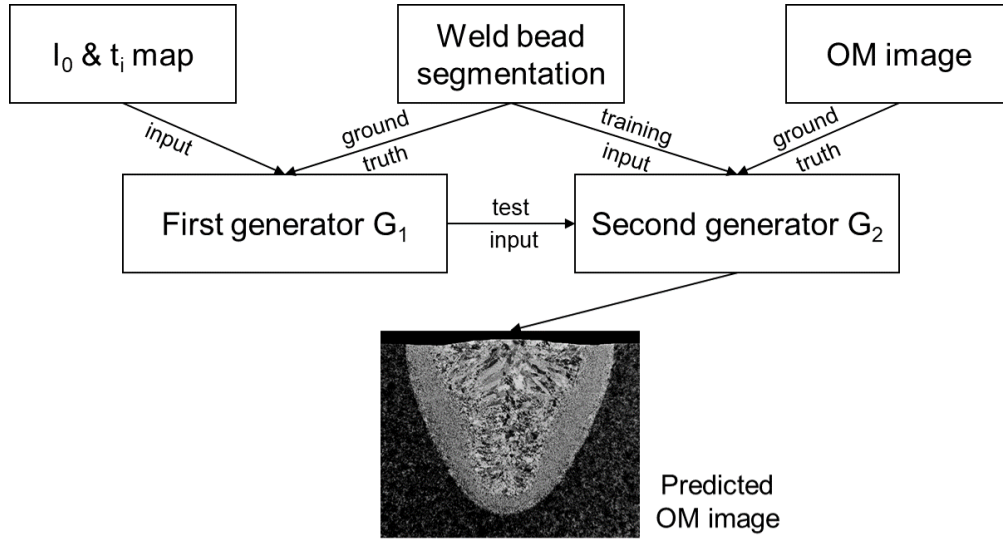 I₀ & tᵢ map
Weld bead
segmentation
OM image
input
ground
truth
training
input
ground
truth
First generator G₁
test
input
Second generator G₂
Predicted
OM image